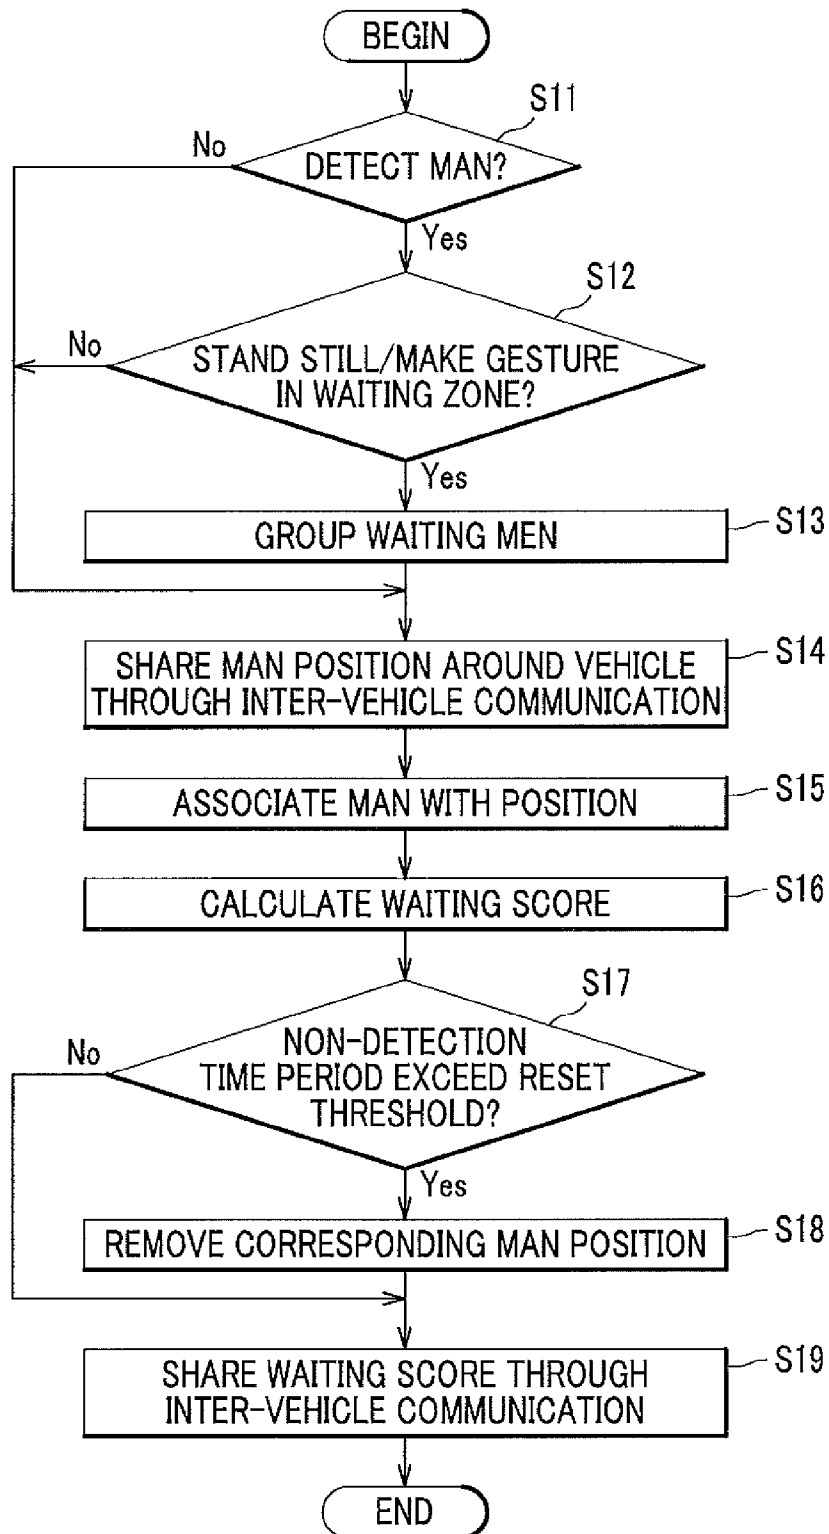 BEGIN
S11
No
DETECT MAN?
Yes
S12
No
STAND STILL/MAKE GESTURE
IN WAITING ZONE?
Yes
GROUP WAITING MEN
S13
SHARE MAN POSITION AROUND VEHICLE
THROUGH INTER-VEHICLE COMMUNICATION
S14
ASSOCIATE MAN WITH POSITION
S15
CALCULATE WAITING SCORE
S16
S17
No
NON-DETECTION
TIME PERIOD EXCEED RESET
THRESHOLD?
Yes
REMOVE CORRESPONDING MAN POSITION
S18
SHARE WAITING SCORE THROUGH
INTER-VEHICLE COMMUNICATION
S19
END